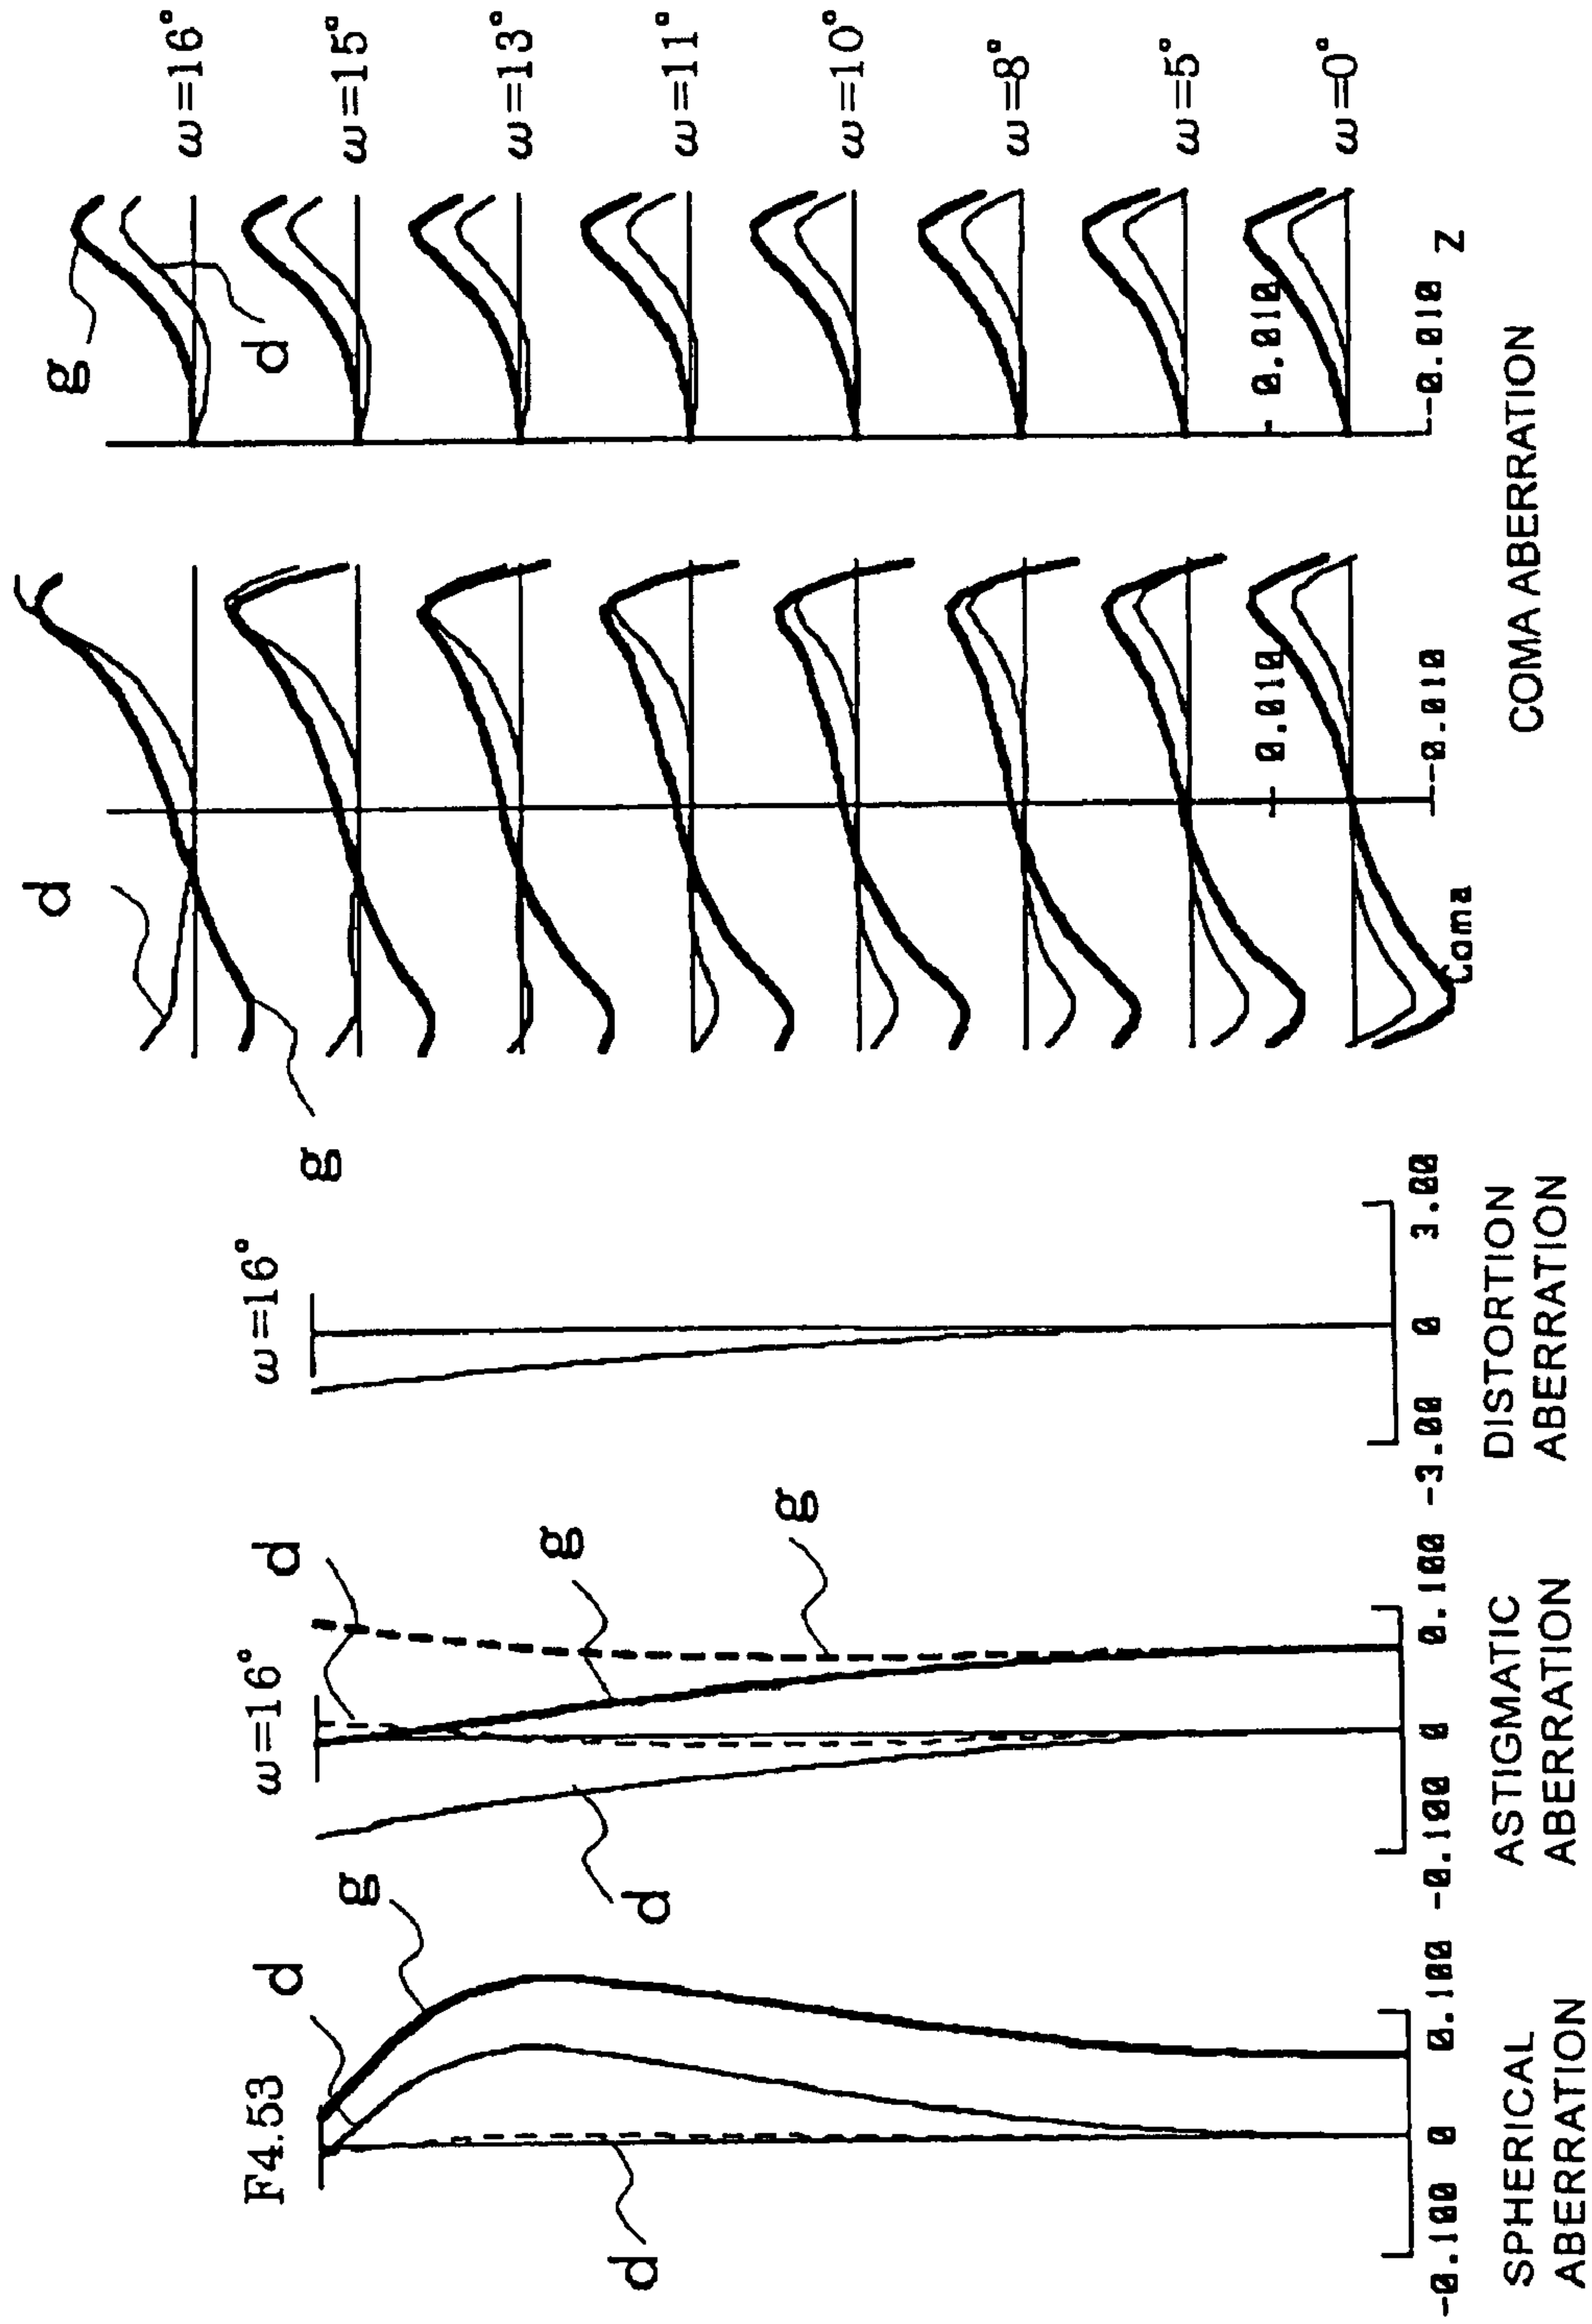 F4.53
d
g
d
-0.100 0 0.100
SPHERICAL
ABERRATION
ω=16°
d
g
g
d
-0.100 0 0.100
ASTIGMATIC
ABERRATION
ω=16°
-3.00 0 3.00
DISTORTION
ABERRATION
d
g
g
d
ω=16°
ω=15°
ω=13°
ω=11°
ω=10°
ω=8°
ω=5°
ω=0°
0.010
-0.010
Coma
0.010
-0.010
Z
COMA ABERRATION